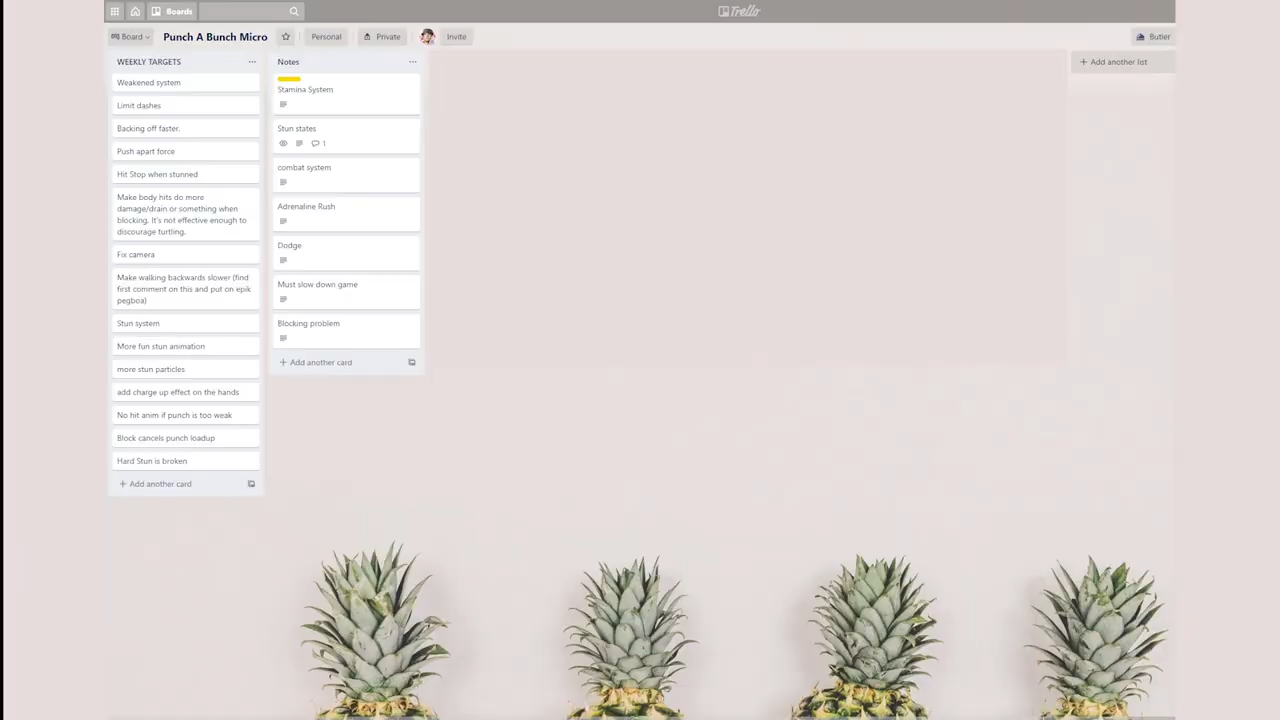 Boards
Trello
Board
Punch A Bunch Micro
Personal
Private
Invite
Butler
WEEKLY TARGETS
Weakened system
Limit dashes
Backing off faster.
Push apart force
Hit Stop when stunned
Make body hits do more
damage/drain or something when
blocking. It's not effective enough to
discourage turtling.
Fix camera
Make walking backwards slower (find
first comment on this and put on epik
pegboa)
Stun system
More fun stun animation
more stun particles
add charge up effect on the hands
No hit anim if punch is too weak
Block cancels punch loadup
Hard Stun is broken
+ Add another card
Notes
Stamina System
Stun states
1
combat system
Adrenaline Rush
Dodge
Must slow down game
Blocking problem
+ Add another card
+ Add another list